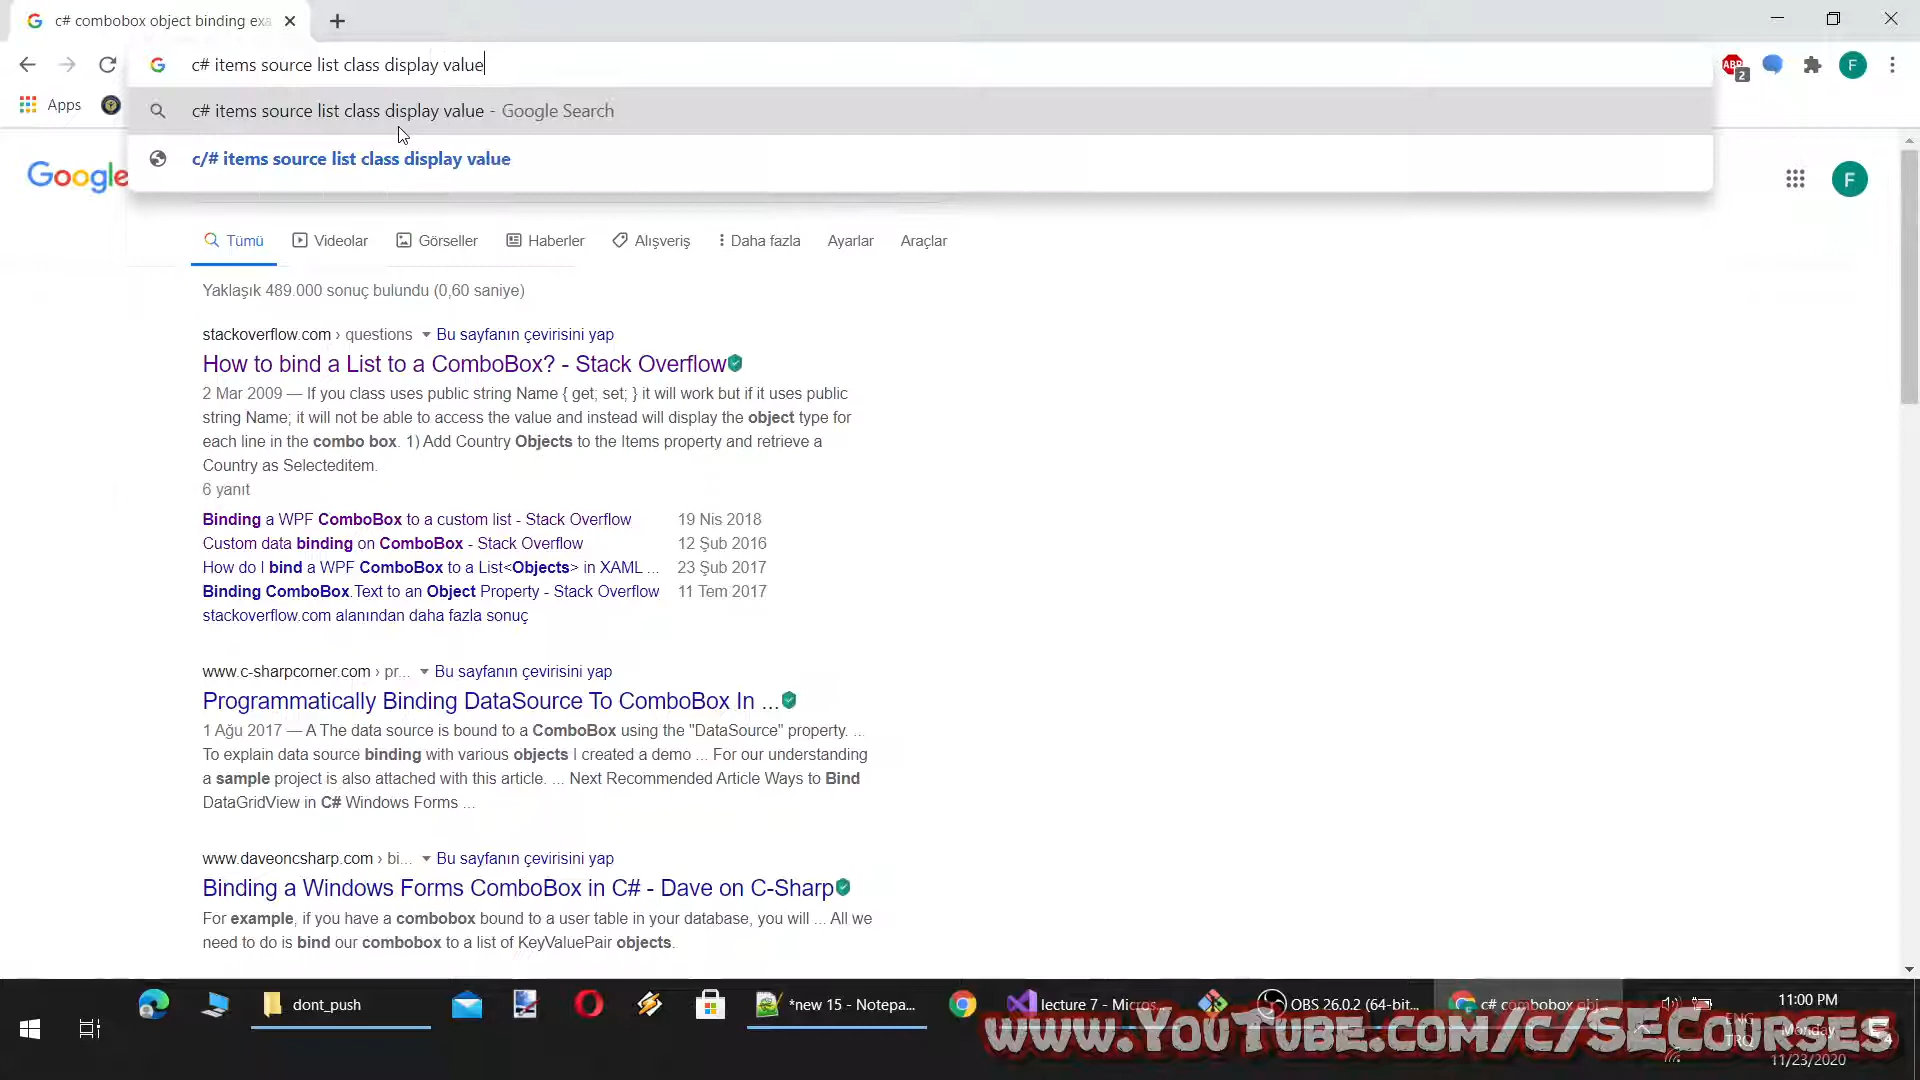 c# combobox object binding exa
c# items source list class display value
Apps
ABP
2
F
c# items source list class display value - Google Search
c/# items source list class display value
Google
F
Tümü
Videolar
Görseller
Haberler
Alışveriş
Daha fazla
Ayarlar
Araçlar
Yaklaşık 489.000 sonuç bulundu (0,60 saniye)
stackoverflow.com › questions Bu sayfanın çevirisini yap
How to bind a List to a ComboBox? - Stack Overflow
2 Mar 2009 — If you class uses public string Name { get; set; } it will work but if it uses public
string Name; it will not be able to access the value and instead will display the object type for
each line in the combo box. 1) Add Country Objects to the Items property and retrieve a
Country as Selecteditem.
6 yanıt
Binding a WPF ComboBox to a custom list - Stack Overflow 19 Nis 2018
Custom data binding on ComboBox - Stack Overflow 12 Şub 2016
How do I bind a WPF ComboBox to a List<Objects> in XAML ... 23 Şub 2017
Binding ComboBox.Text to an Object Property - Stack Overflow 11 Tem 2017
stackoverflow.com alanından daha fazla sonuç
www.c-sharpcorner.com › pr... Bu sayfanın çevirisini yap
Programmatically Binding DataSource To ComboBox In ...
1 Ağu 2017 — A The data source is bound to a ComboBox using the "DataSource" property. ...
To explain data source binding with various objects I created a demo ... For our understanding
a sample project is also attached with this article. ... Next Recommended Article Ways to Bind
DataGridView in C# Windows Forms ...
www.daveoncsharp.com › bi... Bu sayfanın çevirisini yap
Binding a Windows Forms ComboBox in C# - Dave on C-Sharp
For example, if you have a combobox bound to a user table in your database, you will ... All we
need to do is bind our combobox to a list of KeyValuePair objects.
dont_push
*new 15 - Notepa...
lecture 7 - Micros...
OBS 26.0.2 (64-bit...
c# combobox obj...
11:00 PM
ENG
Monday
TRQ
11/23/2020
4
www.YouTube.com/c/SECourses